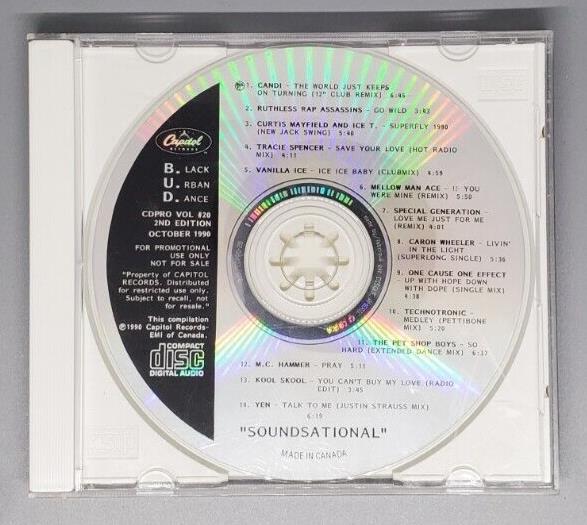 Capitol
RECORDS
B. LACK
U. RBAN
D. ANCE
CDPRO VOL #20
2ND EDITION
OCTOBER 1990
FOR PROMOTIONAL
USE ONLY
NOT FOR SALE
"Property of CAPITOL
RECORDS. Distributed
for restricted use only.
Subject to recall, not
for resale."
This compilation
©1990 Capitol Records-
EMI of Canada.
COMPACT
disc
DIGITAL AUDIO
1. CANDI - THE WORLD JUST KEEPS
ON TURNING (12" CLUB REMIX) 6:45
2. RUTHLESS RAP ASSASSINS - GO WILD 3:42
3. CURTIS MAYFIELD AND ICE T. - SUPERFLY 1990
(NEW JACK SWING) 5:48
4. TRACIE SPENCER - SAVE YOUR LOVE (HOT RADIO
MIX) 4:11
5. VANILLA ICE - ICE ICE BABY (CLUBMIX) 4:59
6. MELLOW MAN ACE - IF YOU
WERE MINE (REMIX) 5:50
7. SPECIAL GENERATION -
LOVE ME JUST FOR ME
(REMIX) 4:01
8. CARON WHEELER - LIVIN'
IN THE LIGHT
(SUPERLONG SINGLE) 5:36
9. ONE CAUSE ONE EFFECT
- UP WITH HOPE DOWN
WITH DOPE (SINGLE MIX)
4:38
10. TECHNOTRONIC -
MEDLEY (PETTIBONE
MIX) 5:20
11. THE PET SHOP BOYS - SO
HARD (EXTENDED DANCE MIX) 6:37
12. M.C. HAMMER - PRAY 5:11
13. KOOL SKOOL - YOU CAN'T BUY MY LOVE (RADIO
EDIT) 3:45
14. YEN - TALK TO ME (JUSTIN STRAUSS MIX)
6:19
"SOUNDSATIONAL"
MADE IN CANADA